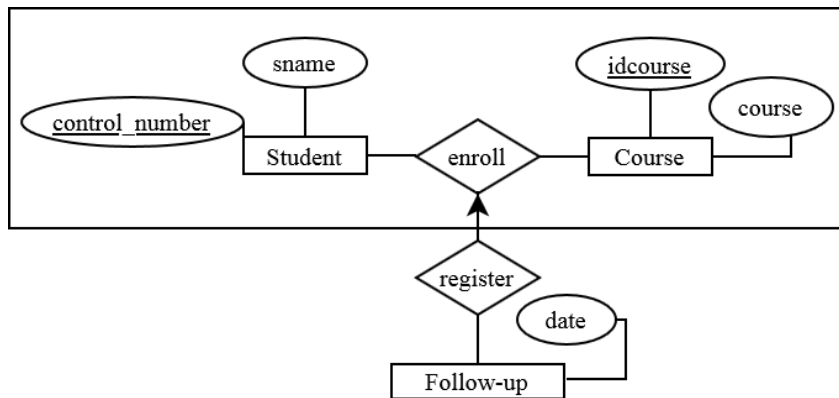 sname
idcourse
control_number
course
Student
enroll
Course
register
date
Follow-up